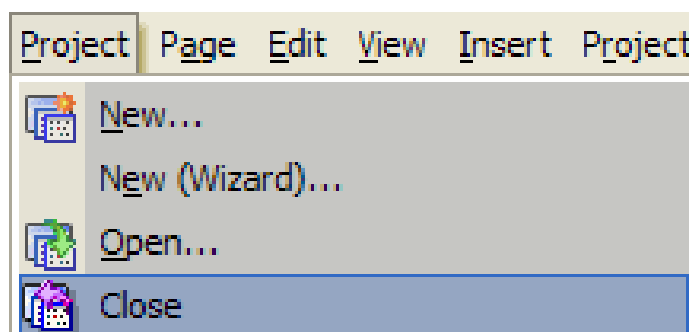 Project Page Edit View Insert Project
New...
New (Wizard)...
Open...
Close